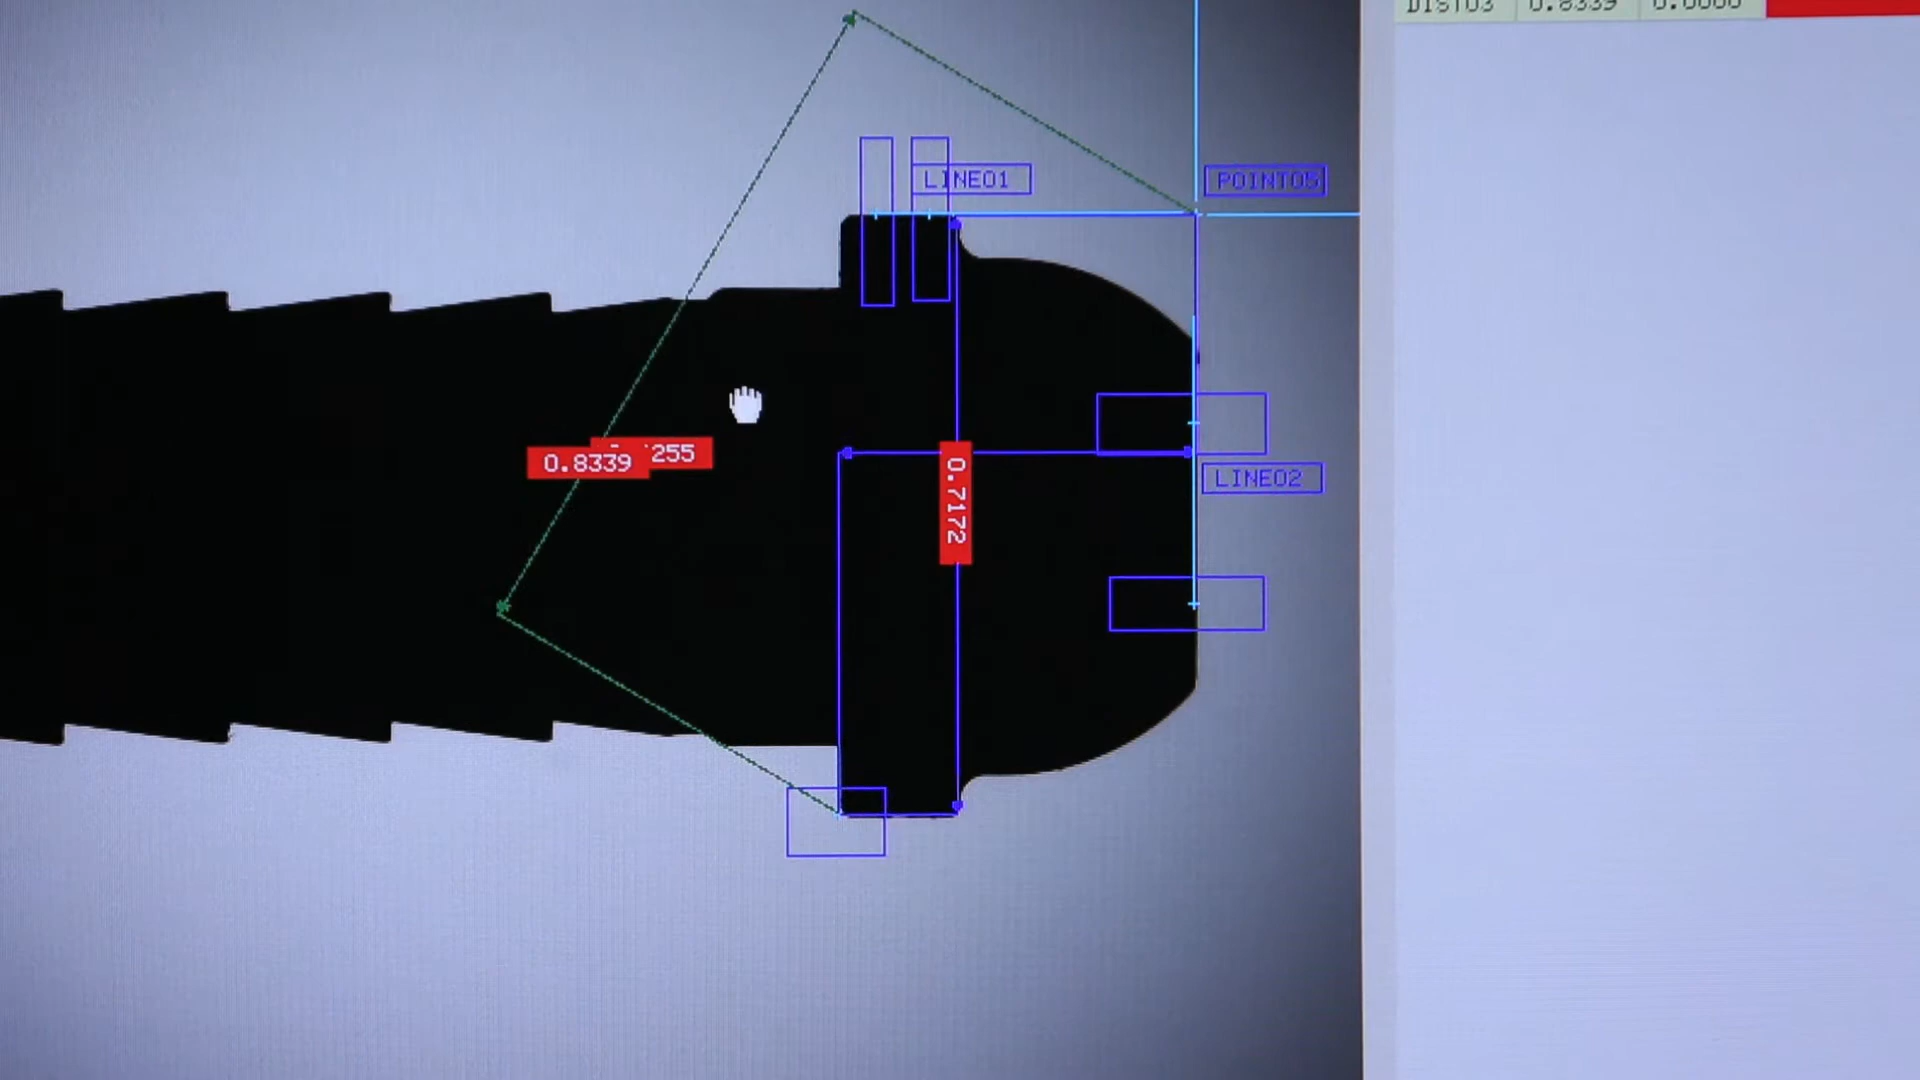 DIST03 0.8339 0.0000
LINE01
POINT05
255
0.8339
0.7172
LINE02